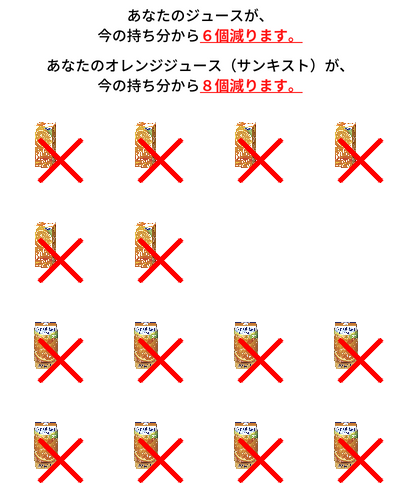 あなたのジュースが、
今の持ち分から６個減ります。
あなたのオレンジジュース（サンキスト）が、
今の持ち分から８個減ります。